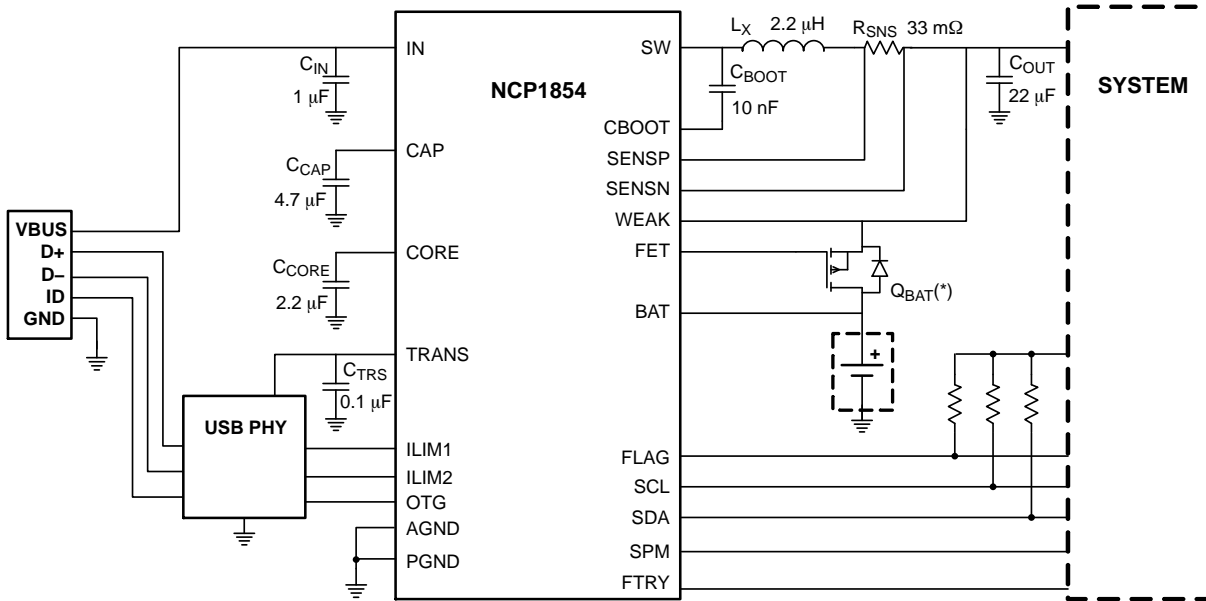 VBUS
D+
D–
ID
GND
C_IN
1 μF
C_CAP
4.7 μF
C_CORE
2.2 μF
C_TRS
0.1 μF
USB PHY
NCP1854
IN
CAP
CORE
TRANS
ILIM1
ILIM2
OTG
AGND
PGND
SW
CBOOT
SENSP
SENSN
WEAK
FET
BAT
FLAG
SCL
SDA
SPM
FTRY
L_X 2.2 μH
R_SNS 33 mΩ
C_BOOT
10 nF
C_OUT
22 μF
Q_BAT(*)
+
SYSTEM